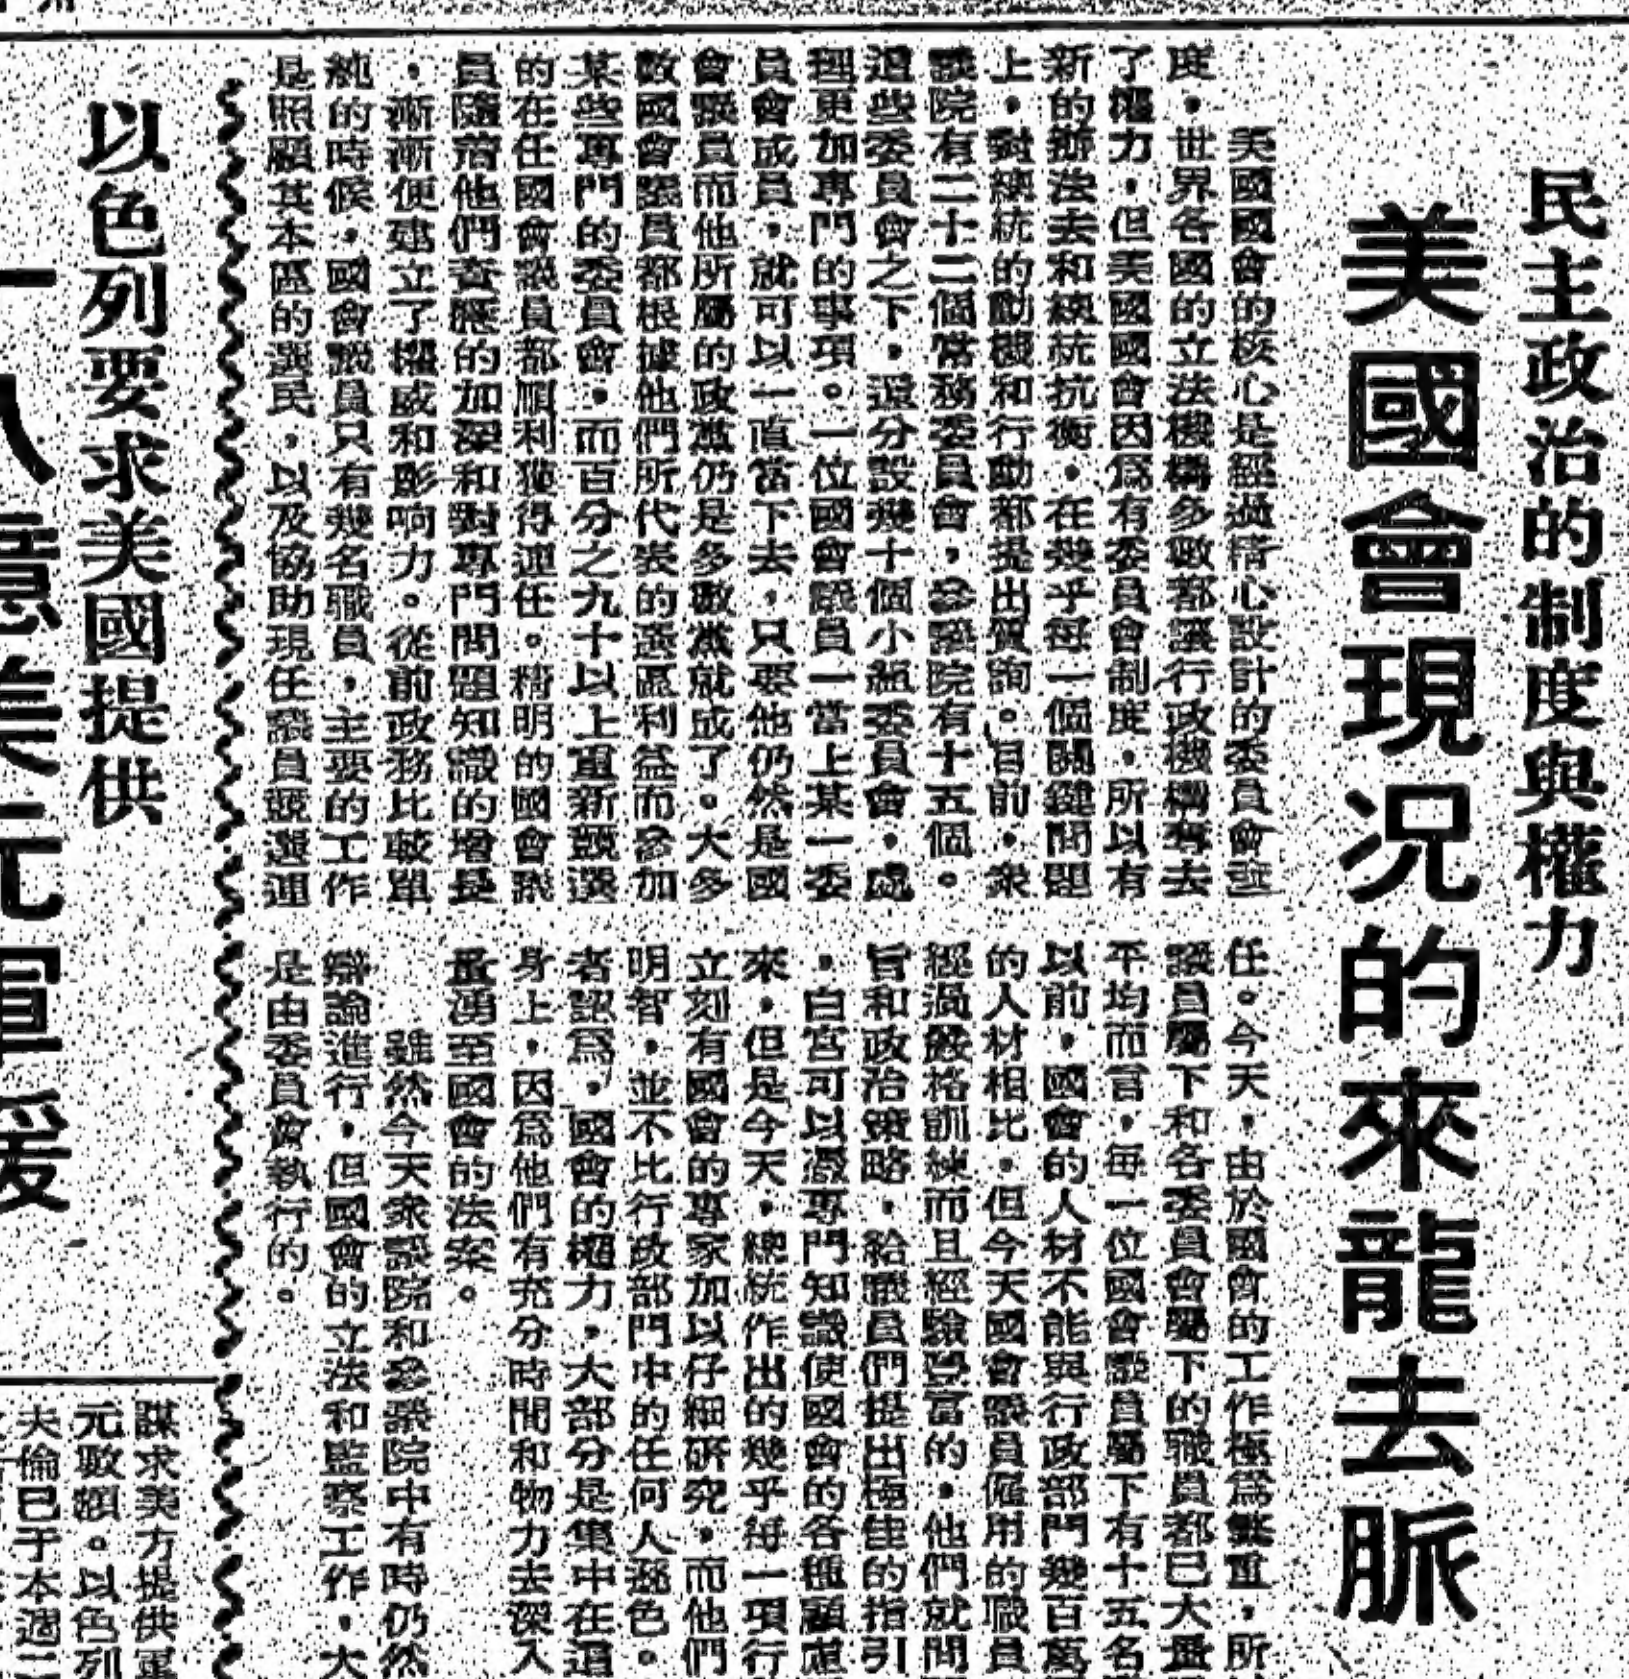 民主政治的制度與權力
美國會現況的來龍去脈
美國國會的核心是經過精心設計的委員會制
度，世界各國的立法機構多數都讓行政機構奪去
了權力，但美國國會因爲有委員會制度，所以有
新的辦法去和總統抗衡，在幾乎每一個關鍵問題
上，對總統的動機和行動都提出質詢。目前，衆
議院有二十二個常務委員會，參議院有十五個。
這些委員會之下，還分設幾十個小組委員會，處
理更加專門的事項。一位國會議員一當上某一委
員會成員，就可以一直當下去，只要他仍然是國
會議員而他所屬的政黨仍是多數黨就成了。大多
數國會議員都根據他們所代表的選區利益而參加
某些專門的委員會，而百分之九十以上重新競選
的在任國會議員都順利獲得連任。精明的國會議
員隨着他們資歷的加深和對專門問題知識的增長
，漸漸便建立了權威和影响力。從前政務比較單
純的時候，國會議員只有幾名職員，主要的工作
是照顧其本區的選民，以及協助現任議員競選連
任。今天，由於國會的工作極爲繁重，所
議員屬下和各委員會屬下的職員都已大量
平均而言，每一位國會議員屬下有十五名
以前，國會的人材不能與行政部門幾百萬
的人材相比。但今天國會議員僱用的職員
經過嚴格訓練而且經驗豐富的，他們就問
旨和政治策略，給議員們提出極佳的指引
，白宮可以憑專門知識使國會的各種顧慮
來，但是今天，總統作出的幾乎每一項行
立刻有國會的專家加以仔細研究，而他們
明智，並不比行政部門中的任何人遜色。
者認爲，國會的權力，大部分是集中在這
身上，因爲他們有充分時間和物力去深入
量湧至國會的法案。
雖然今天衆議院和參議院中有時仍然
辯論進行，但國會的立法和監察工作，大
是由委員會執行的。
以色列要求美國提供
八億美元軍援
謀求美方提供軍
元數額。以色列
夫倫已于本週二